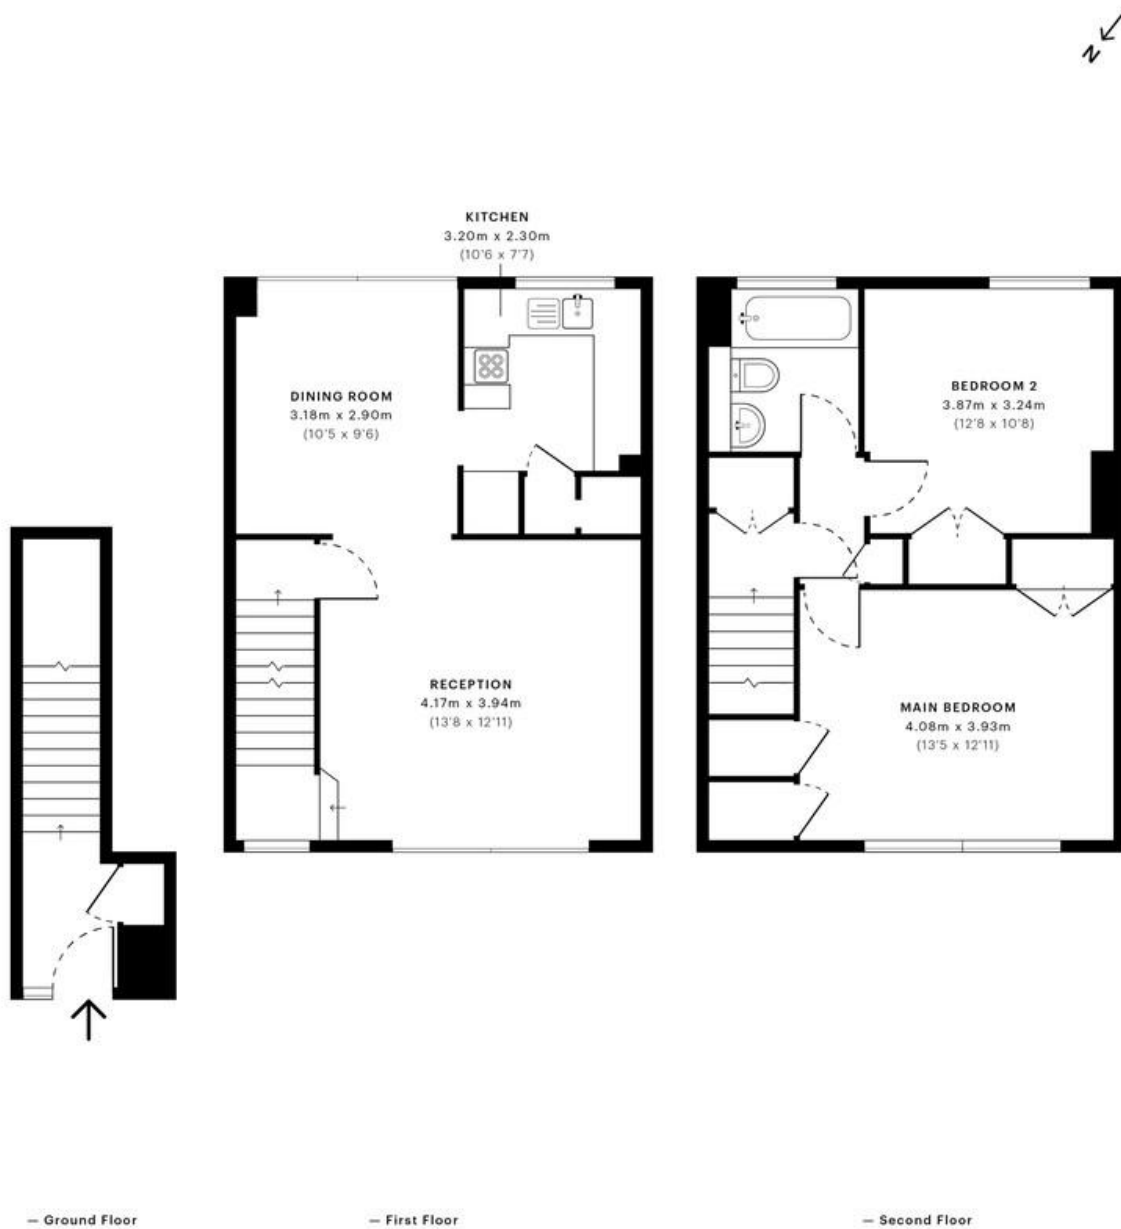 N
KITCHEN
3.20m x 2.30m
(10'6 x 7'7)
DINING ROOM
3.18m x 2.90m
(10'5 x 9'6)
BEDROOM 2
3.87m x 3.24m
(12'8 x 10'8)
RECEPTION
4.17m x 3.94m
(13'8 x 12'11)
MAIN BEDROOM
4.08m x 3.93m
(13'5 x 12'11)
— Ground Floor
— First Floor
— Second Floor